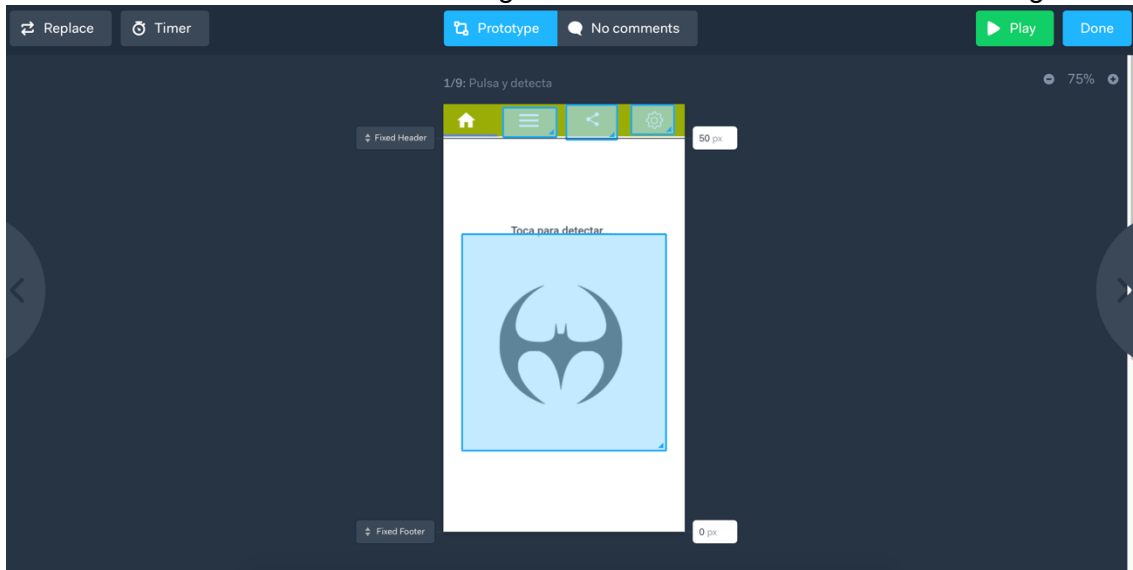 Replace
Timer
Prototype
No comments
Play
Done
1/9: Pulsa y detecta
75%
Fixed Header
50 px
Toca para detectar
Fixed Footer
0 px